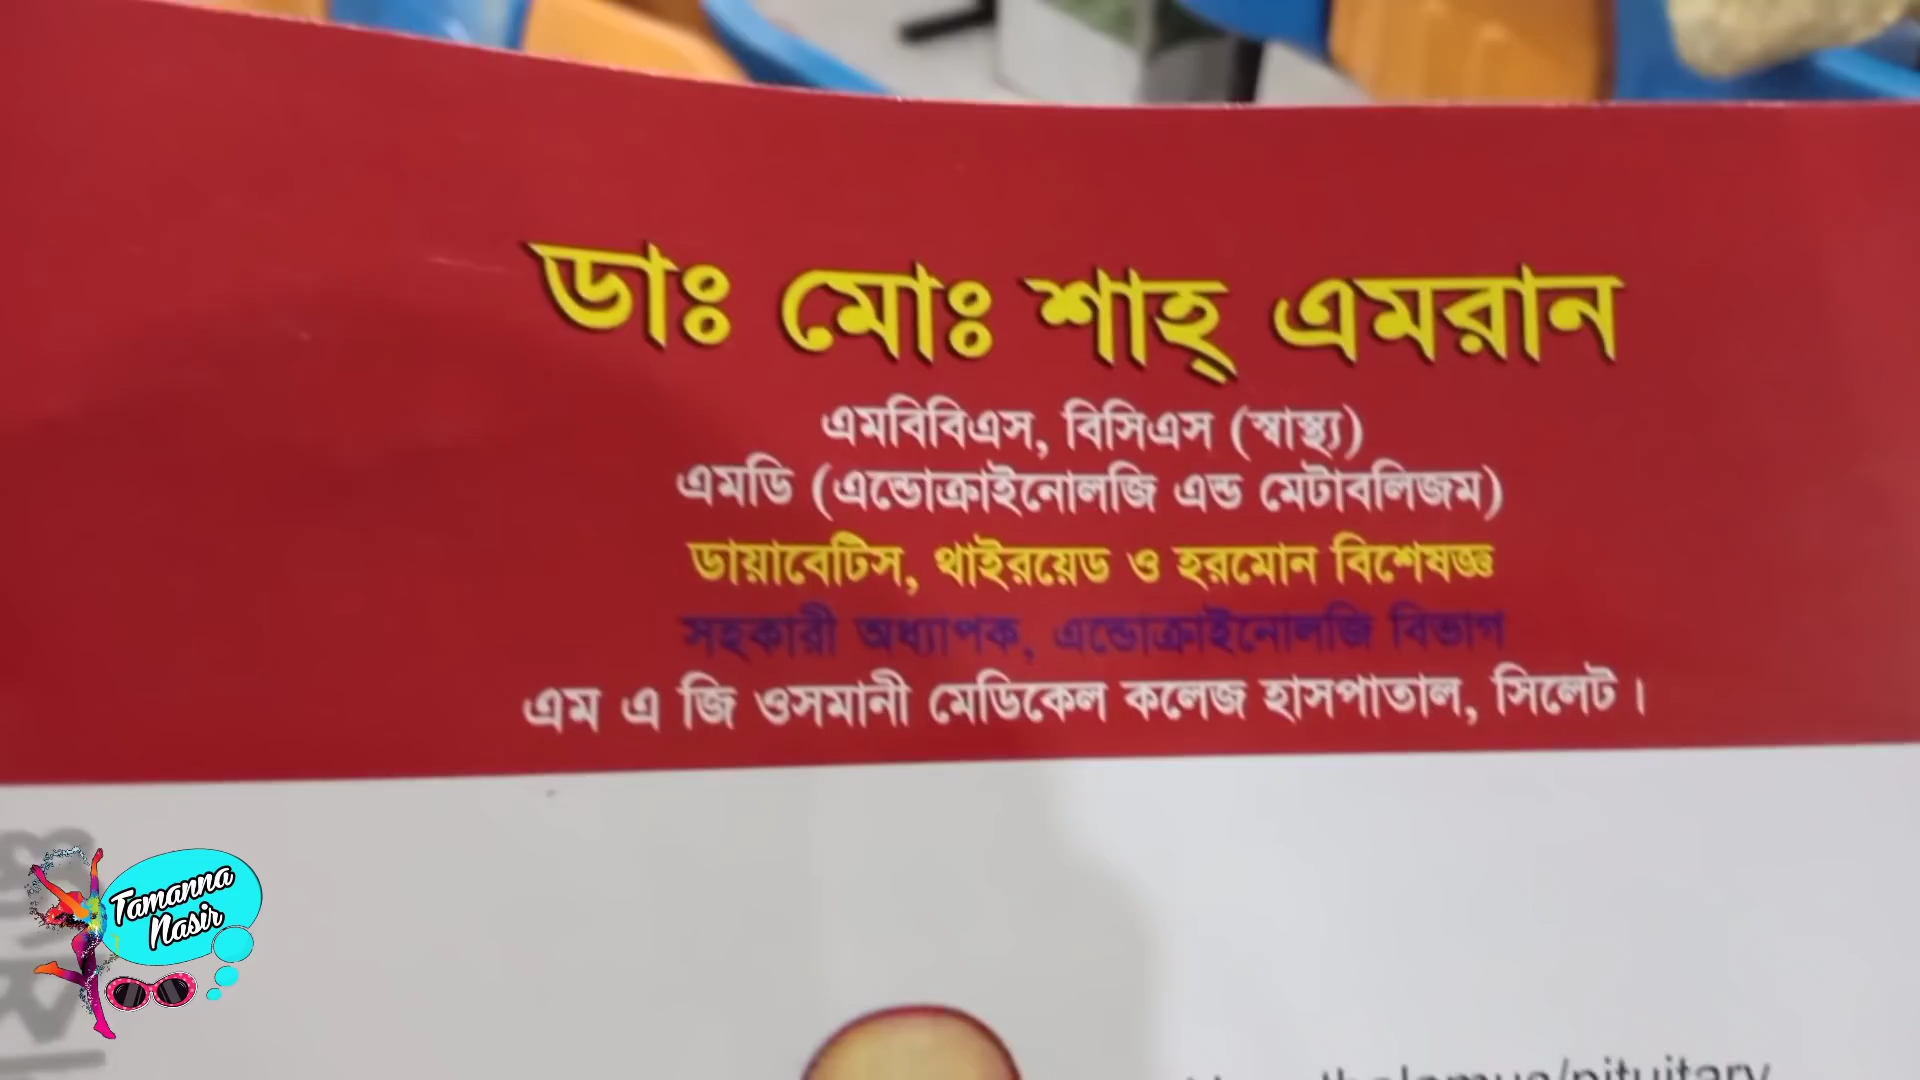 ডাঃ মোঃ শাহ্ এমরান
এমবিবিএস, বিসিএস (স্বাস্থ্য)
এমডি (এন্ডোক্রাইনোলজি এন্ড মেটাবলিজম)
ডায়াবেটিস, থাইরয়েড ও হরমোন বিশেষজ্ঞ
সহকারী অধ্যাপক, এন্ডোক্রাইনোলজি বিভাগ
এম এ জি ওসমানী মেডিকেল কলেজ হাসপাতাল, সিলেট।
Tamanna
Nasir